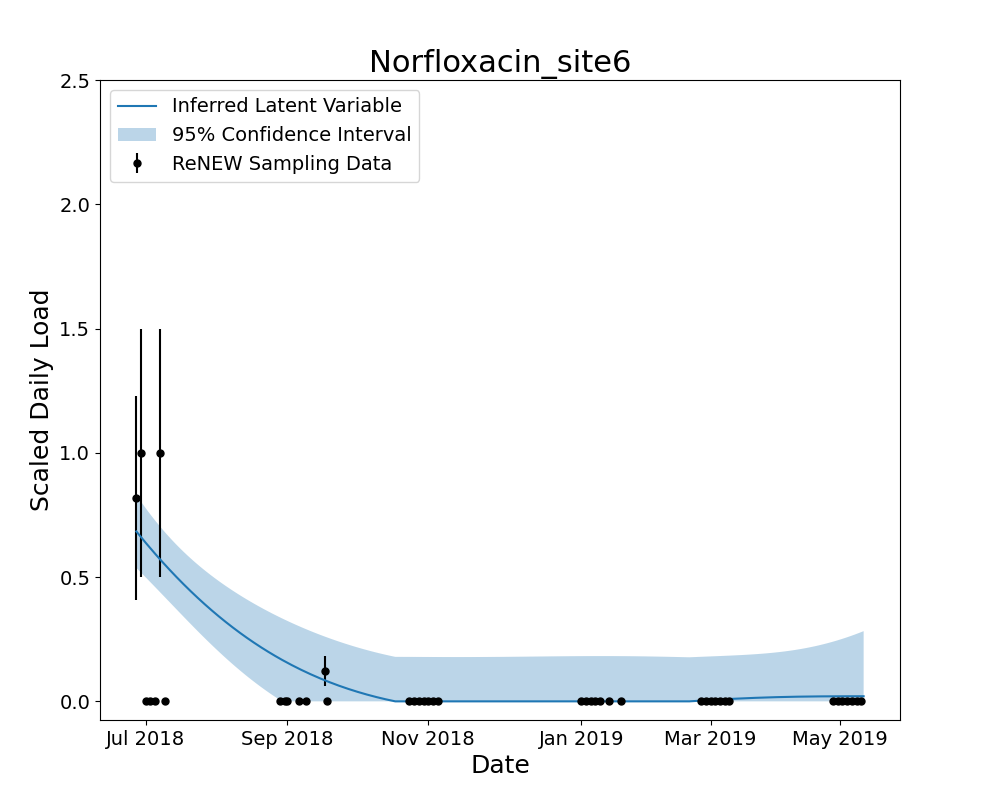 Norfloxacin_site6
Inferred Latent Variable
95% Confidence Interval
ReNEW Sampling Data
Scaled Daily Load
2.5
2.0
1.5
1.0
0.5
0.0
Jul 2018 Sep 2018 Nov 2018 Jan 2019 Mar 2019 May 2019
Date